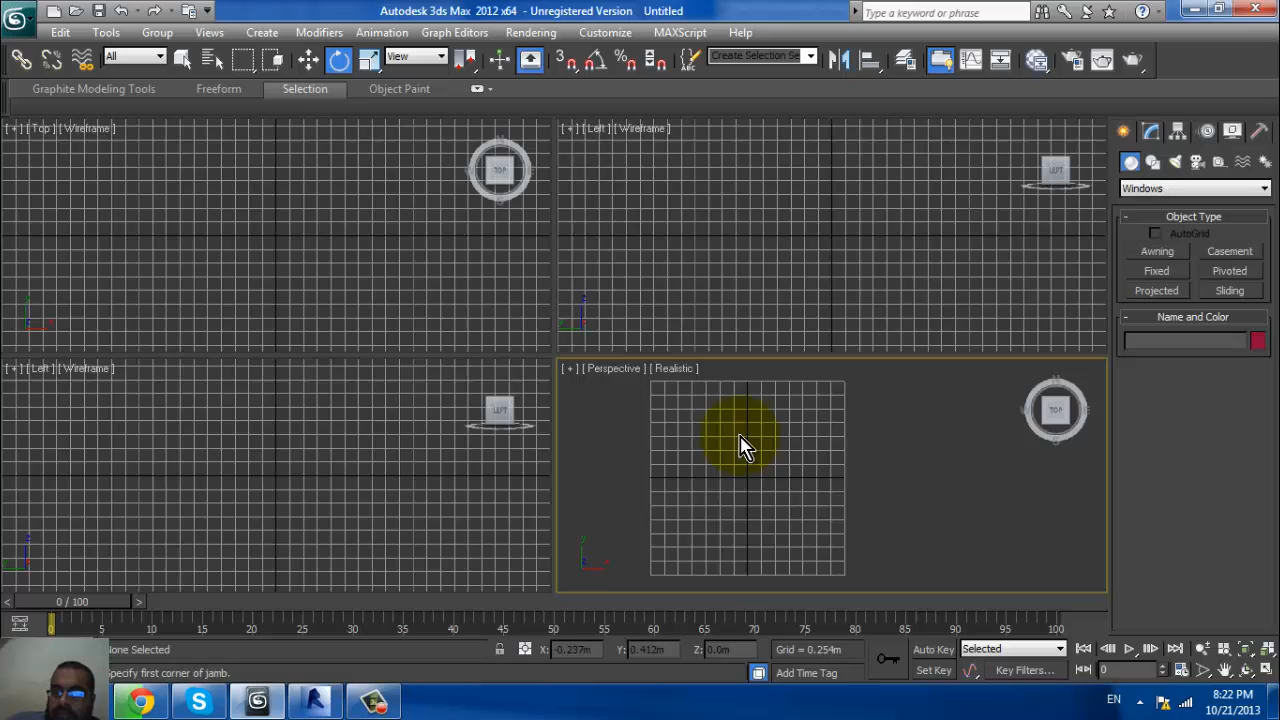 Autodesk 3ds Max 2012 x64 - Unregistered Version Untitled
Type a keyword or phrase
Edit Tools Group Views Create Modifiers Animation Graph Editors Rendering Customize MAXScript Help
All View 3 Create Selection Se
Graphite Modeling Tools Freeform Selection Object Paint
[ + ] [ Top ] [ Wireframe ] TOP
[ + ] [ Left ] [ Wireframe ] LEFT
Windows
- Object Type
AutoGrid
Awning Casement
Fixed Pivoted
Projected Sliding
- Name and Color
[ + ] [ Left ] [ Wireframe ] LEFT
[ + ] [ Perspective ] [ Realistic ] TOP
< 0 / 100 >
0 5 10 15 20 25 30 35 40 45 50 55 60 65 70 75 80 85 90 95 100
None Selected X: -0.237m Y: 0.412m Z: 0.0m Grid = 0.254m Auto Key Selected
Specify first corner of jamb. Add Time Tag Set Key Key Filters... 0
EN 8:22 PM
10/21/2013